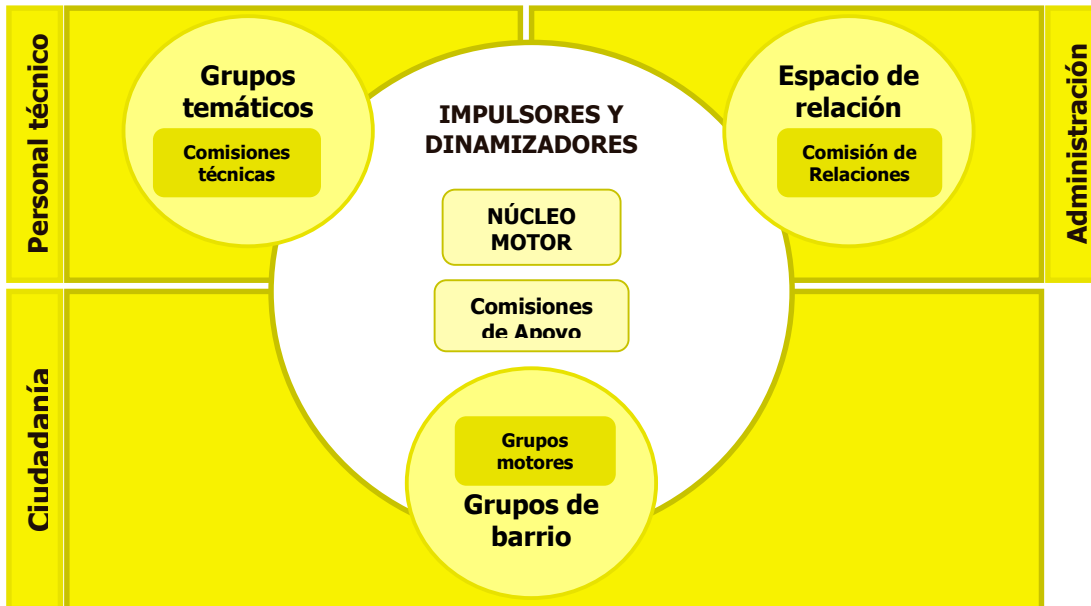 Personal técnico
Grupos
temáticos
Comisiones
técnicas
IMPULSORES Y
DINAMIZADORES
NÚCLEO
MOTOR
Comisiones
de Apoyo
Espacio de
relación
Comisión de
Relaciones
Administración
Ciudadanía
Grupos
motores
Grupos de
barrio